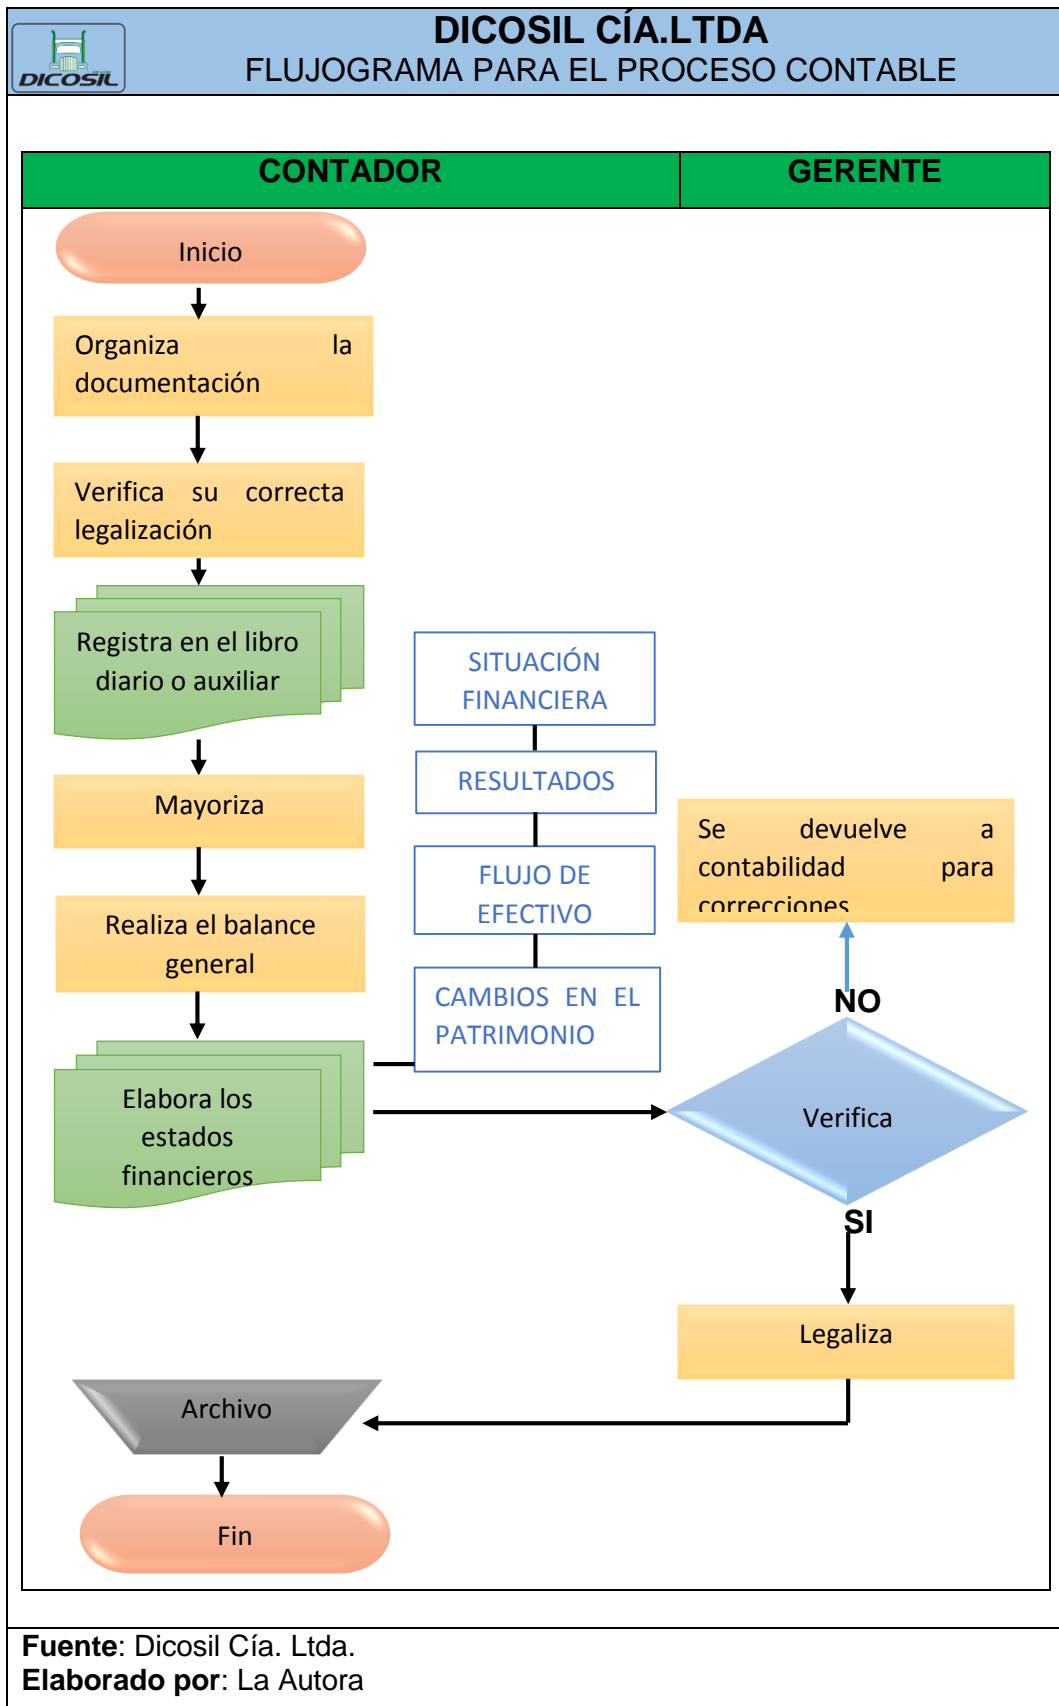 DICOSIL
DICOSIL CÍA.LTDA
FLUJOGRAMA PARA EL PROCESO CONTABLE
CONTADOR
GERENTE
Inicio
Organiza la
documentación
Verifica su correcta
legalización
Registra en el libro
diario o auxiliar
Mayoriza
Realiza el balance
general
Elabora los
estados
financieros
SITUACIÓN
FINANCIERA
RESULTADOS
FLUJO DE
EFECTIVO
CAMBIOS EN EL
PATRIMONIO
Se devuelve a
contabilidad para
correcciones
NO
Verifica
SI
Legaliza
Archivo
Fin
Fuente: Dicosil Cía. Ltda.
Elaborado por: La Autora